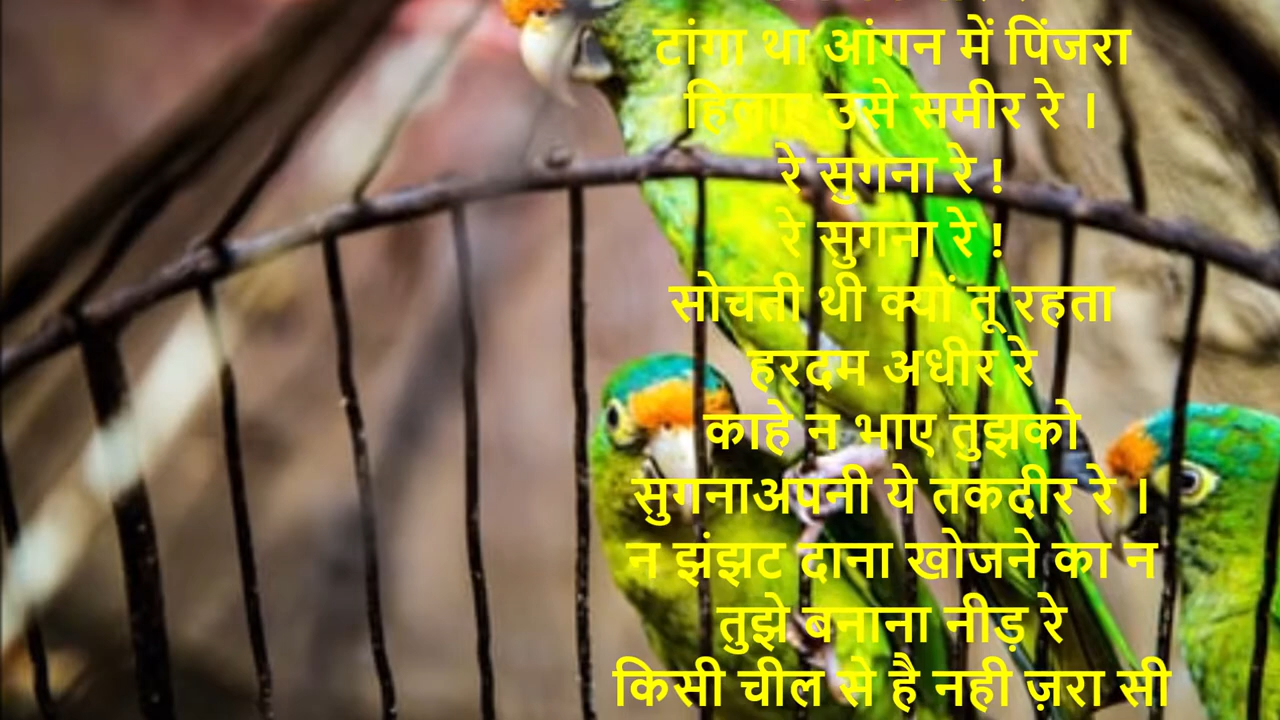 टांगा था आंगन में पिंजरा
हिलाए उसे समीर रे ।
रे सुगना रे !
रे सुगना रे !
सोचती थी क्यों तू रहता
हरदम अधीर रे
काहे न भाए तुझको
सुगनाअपनी ये तकदीर रे ।
न झंझट दाना खोजने का न
तुझे बनाना नीड़ रे
किसी चील से है नही ज़रा सी